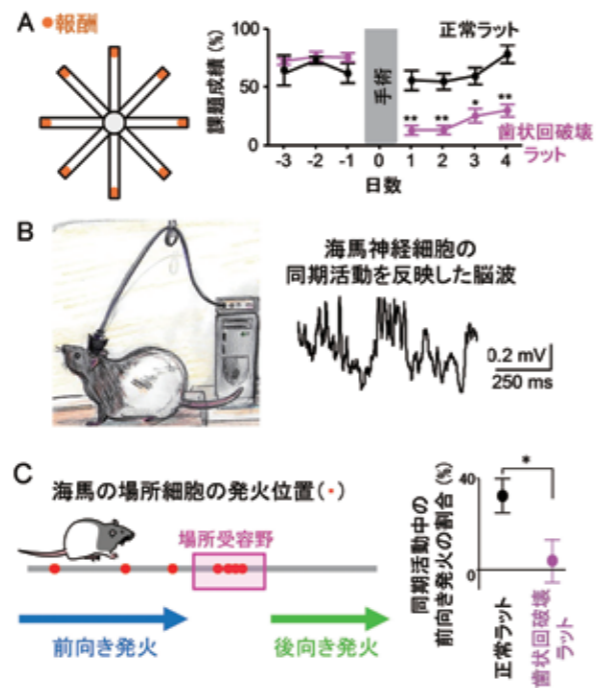 A
報酬
課題成績 (%)
100
50
0
手術
正常ラット
**
**
*
**
歯状回破壊
ラット
-3
-2
-1
0
1
2
3
4
日数
B
海馬神経細胞の
同期活動を反映した脳波
0.2 mV
250 ms
C
海馬の場所細胞の発火位置(・)
場所受容野
前向き発火
後向き発火
同期活動中の
前向き発火の割合 (%)
40
0
*
正常ラット
歯状回破壊
ラット